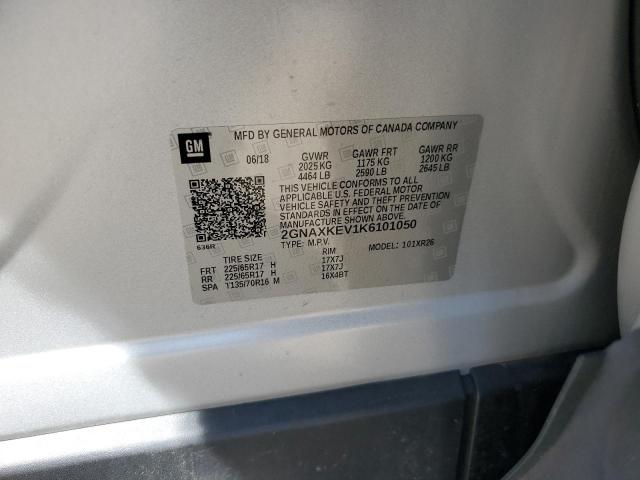 GM
MFD BY GENERAL MOTORS OF CANADA COMPANY
06/18 GVWR GAWR FRT GAWR RR
2025 KG 1175 KG 1200 KG
4464 LB 2590 LB 2645 LB
THIS VEHICLE CONFORMS TO ALL
APPLICABLE U.S. FEDERAL MOTOR
VEHICLE SAFETY AND THEFT PREVENTION
STANDARDS IN EFFECT ON THE DATE OF
MANUFACTURE SHOWN ABOVE.
2GNAXKEV1K6101050
636R
TYPE: M.P.V. MODEL: 101XR26
TIRE SIZE RIM
FRT 225/65R17 H 17X7J
RR 225/65R17 H 17X7J
SPA T135/70R16 M 16X4BT